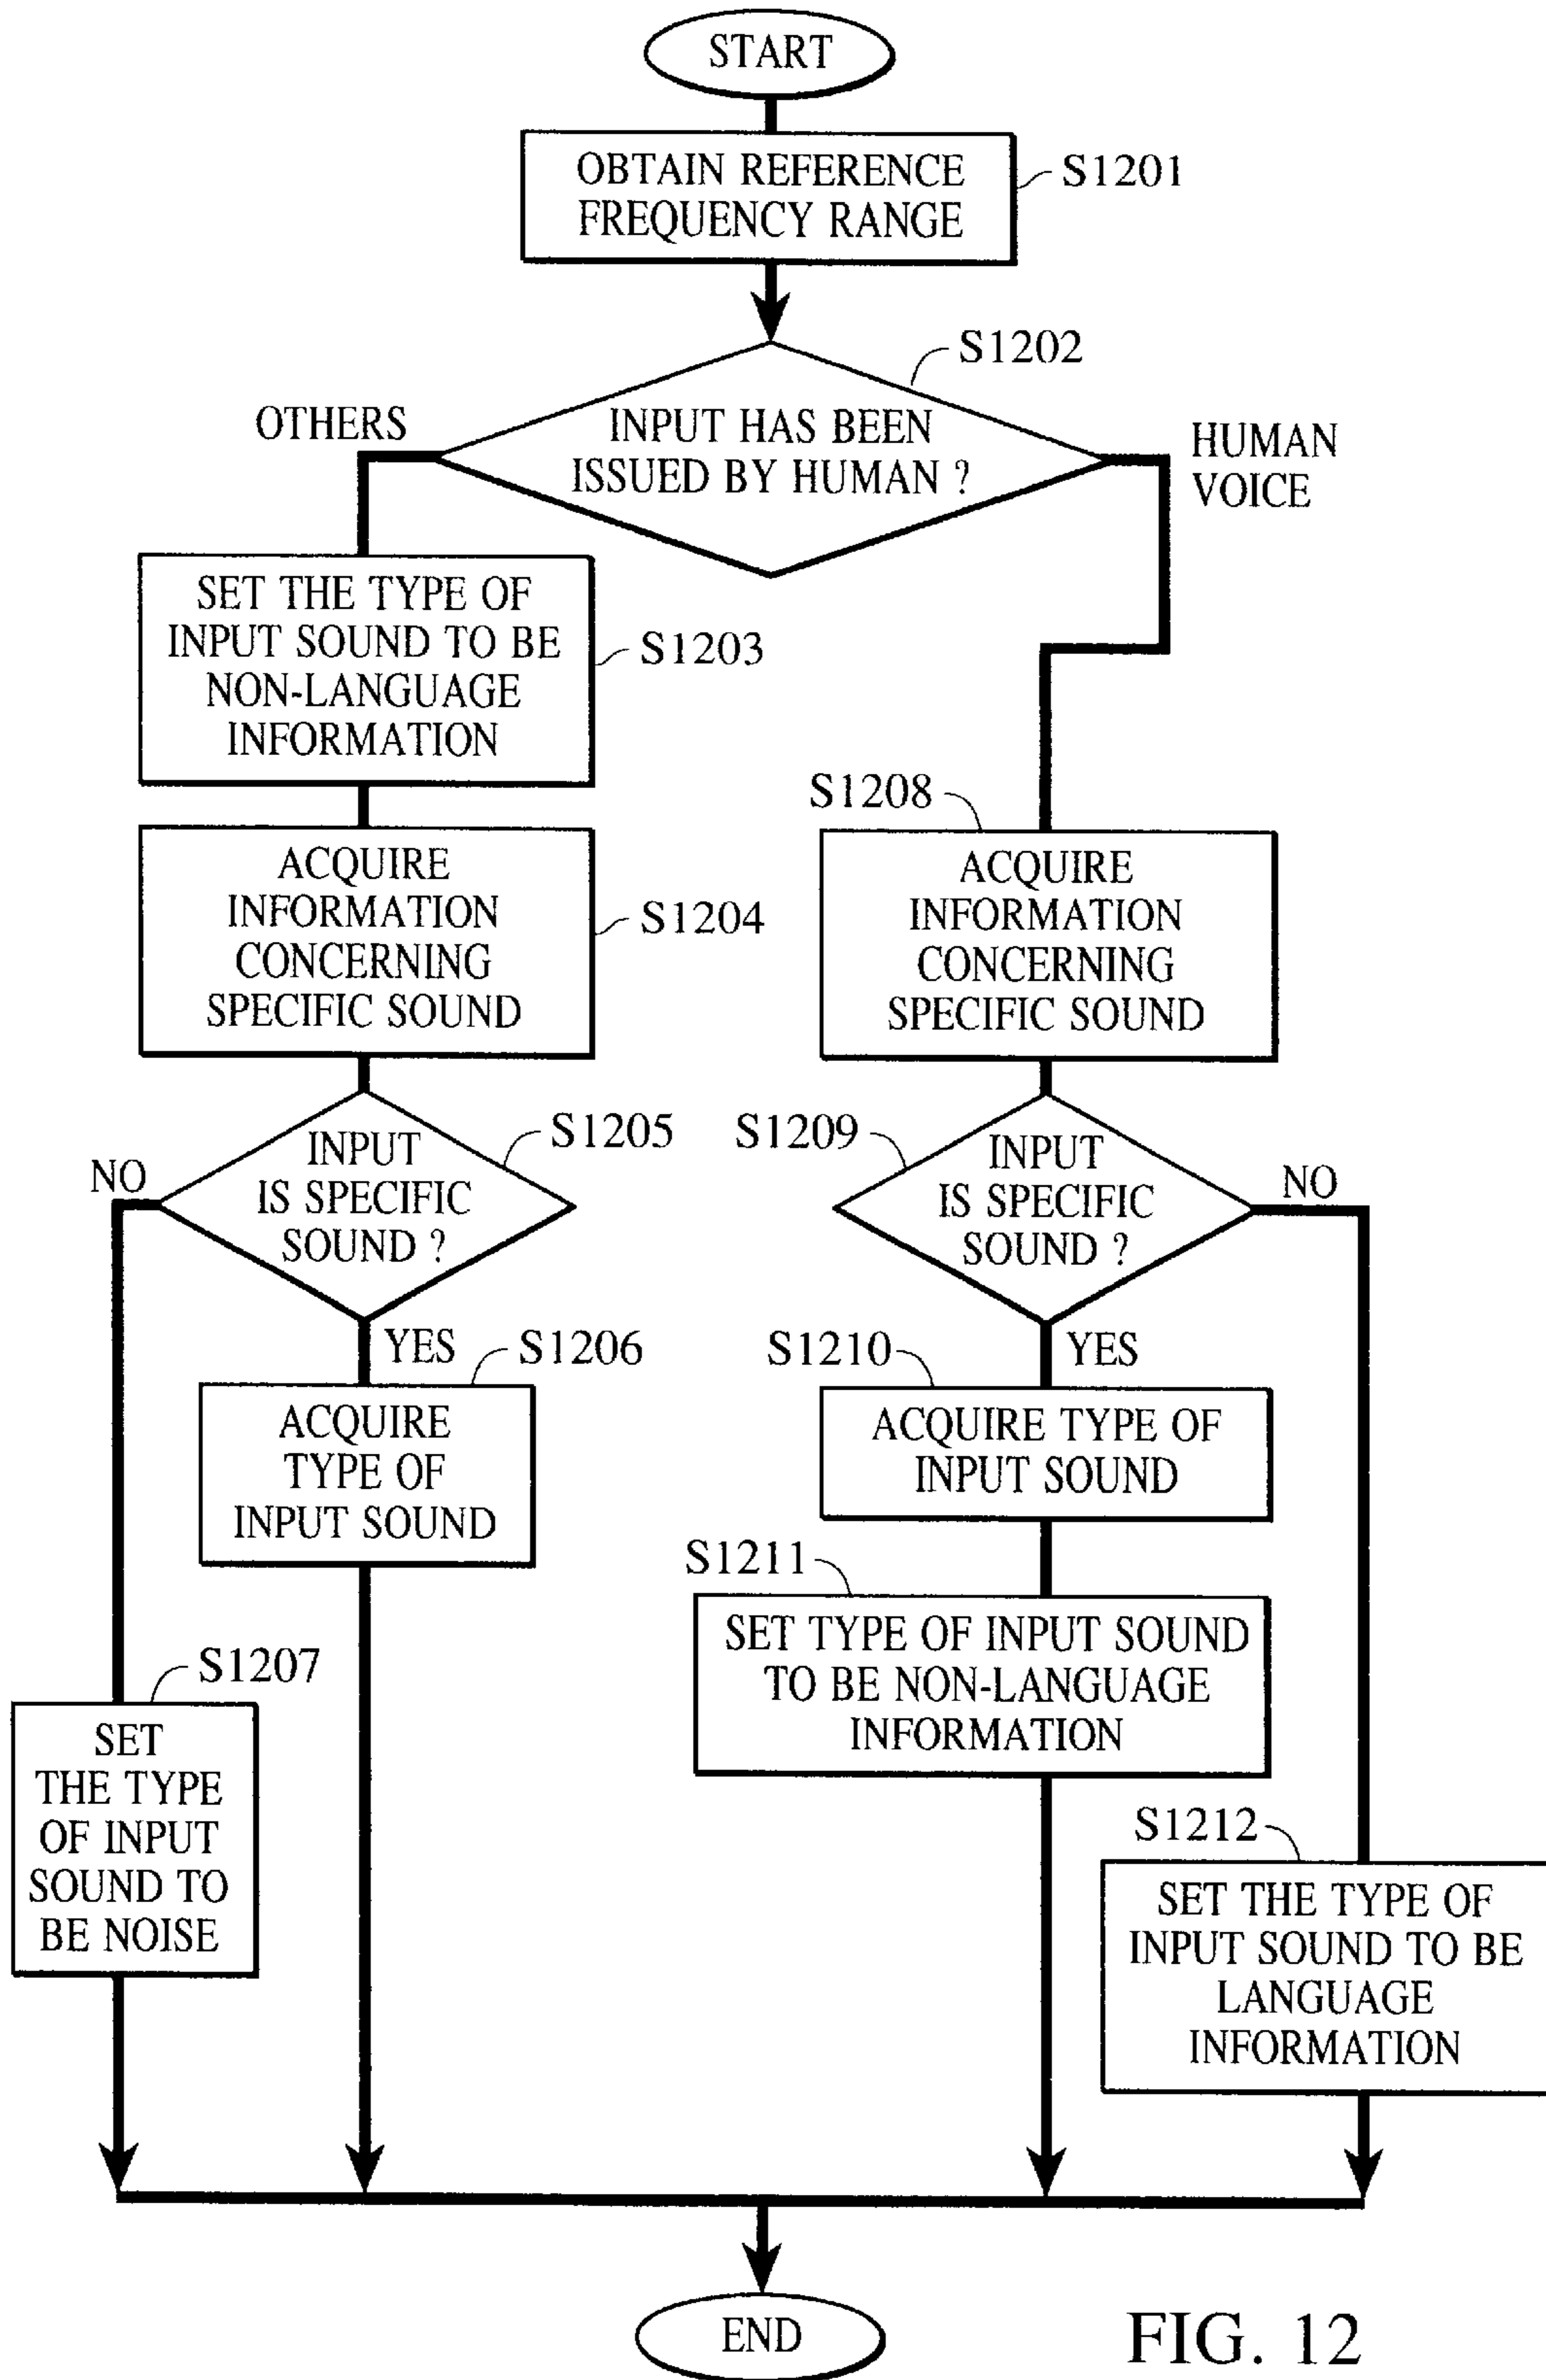 START
OBTAIN REFERENCE
FREQUENCY RANGE
S1201
S1202
INPUT HAS BEEN
ISSUED BY HUMAN ?
OTHERS
HUMAN
VOICE
SET THE TYPE OF
INPUT SOUND TO BE
NON-LANGUAGE
INFORMATION
S1203
ACQUIRE
INFORMATION
CONCERNING
SPECIFIC SOUND
S1204
INPUT
IS SPECIFIC
SOUND ?
S1205
NO
YES
S1206
ACQUIRE
TYPE OF
INPUT SOUND
S1207
SET
THE TYPE
OF INPUT
SOUND TO
BE NOISE
S1208
ACQUIRE
INFORMATION
CONCERNING
SPECIFIC SOUND
S1209
INPUT
IS SPECIFIC
SOUND ?
NO
YES
S1210
ACQUIRE TYPE OF
INPUT SOUND
S1211
SET TYPE OF INPUT SOUND
TO BE NON-LANGUAGE
INFORMATION
S1212
SET THE TYPE OF
INPUT SOUND TO BE
LANGUAGE
INFORMATION
END
FIG. 12